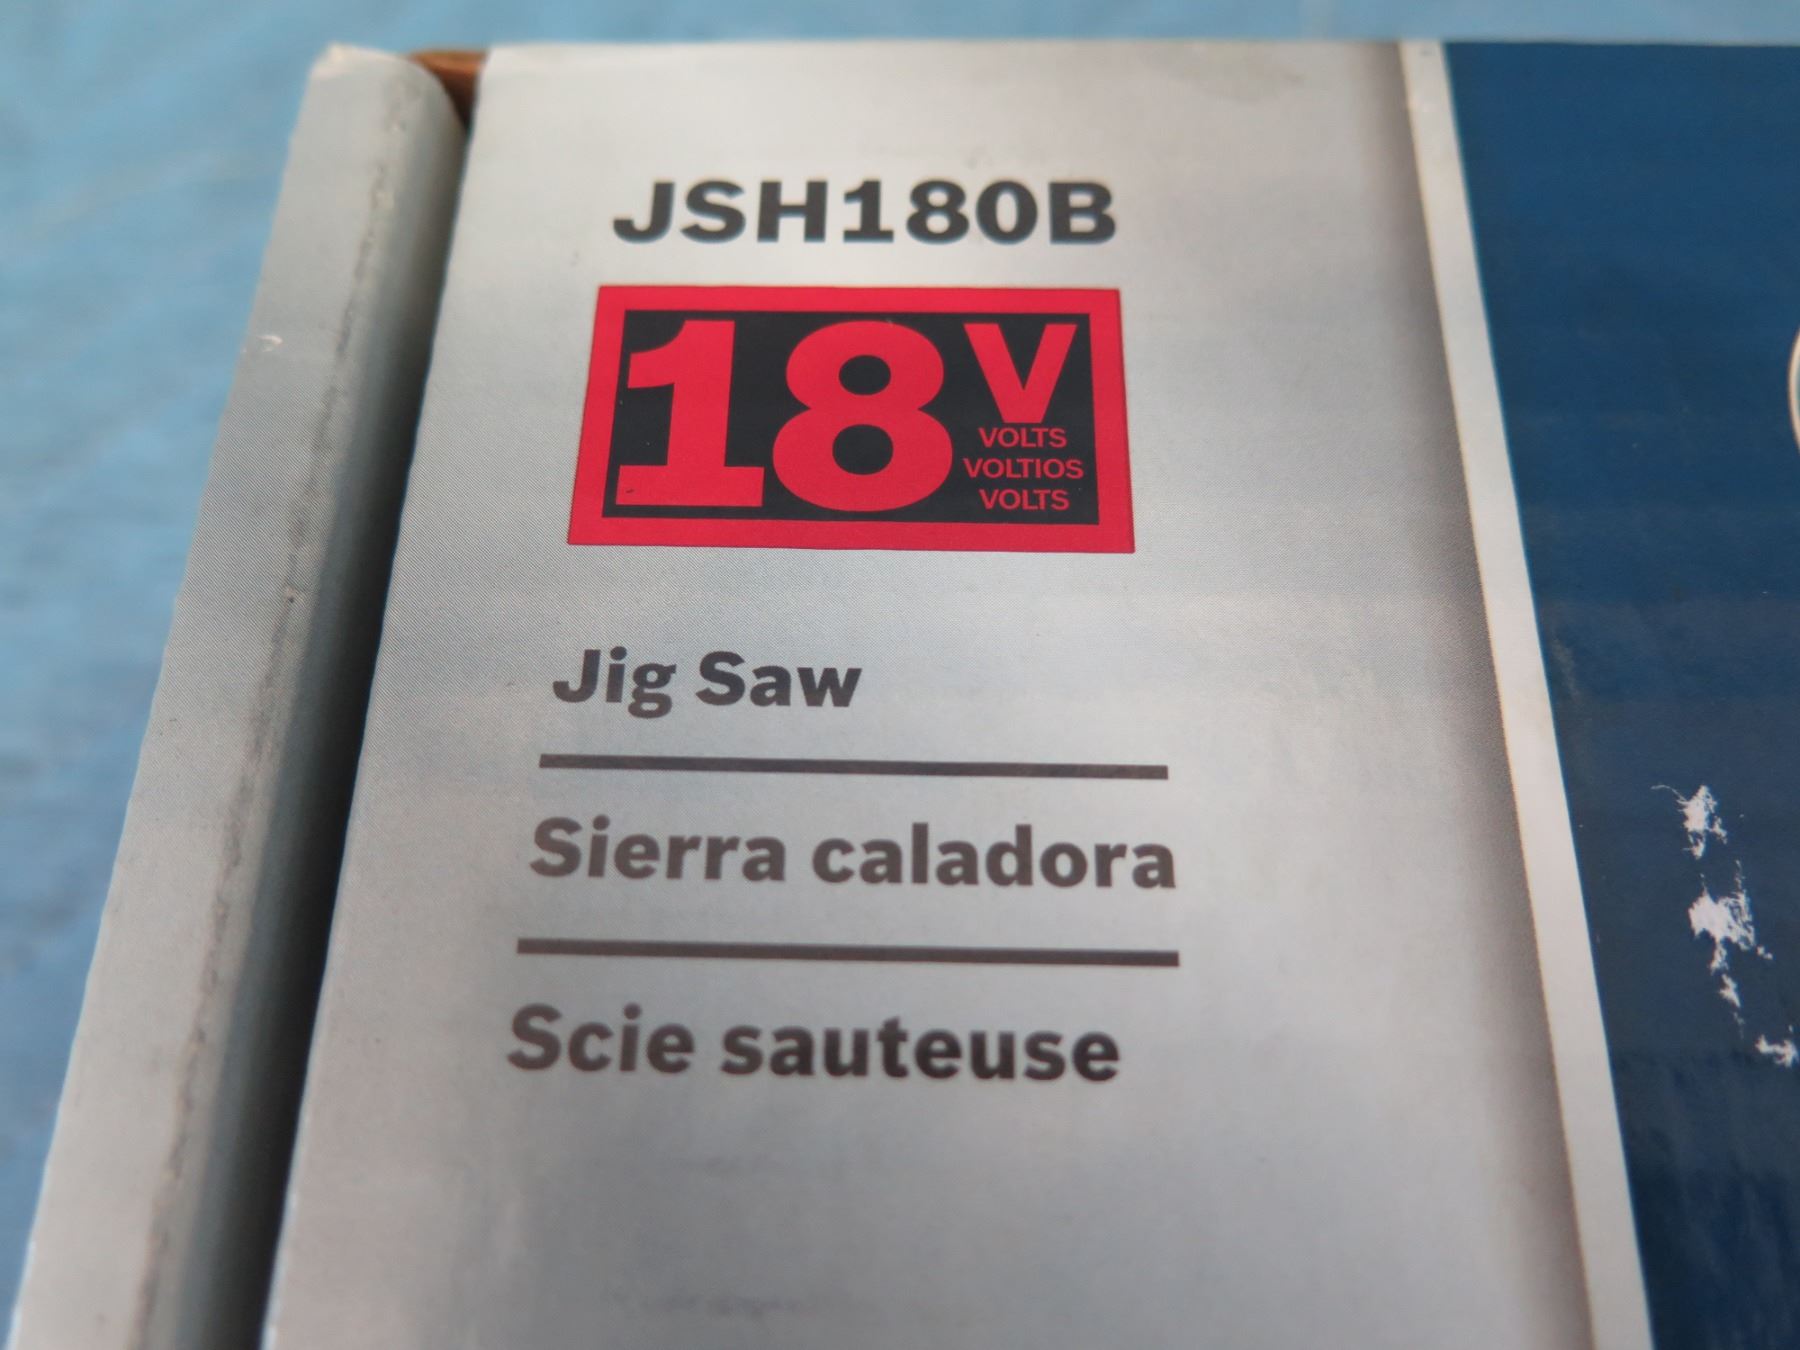 JSH180B
18V
VOLTS
VOLTIOS
VOLTS
Jig Saw
Sierra caladora
Scie sauteuse